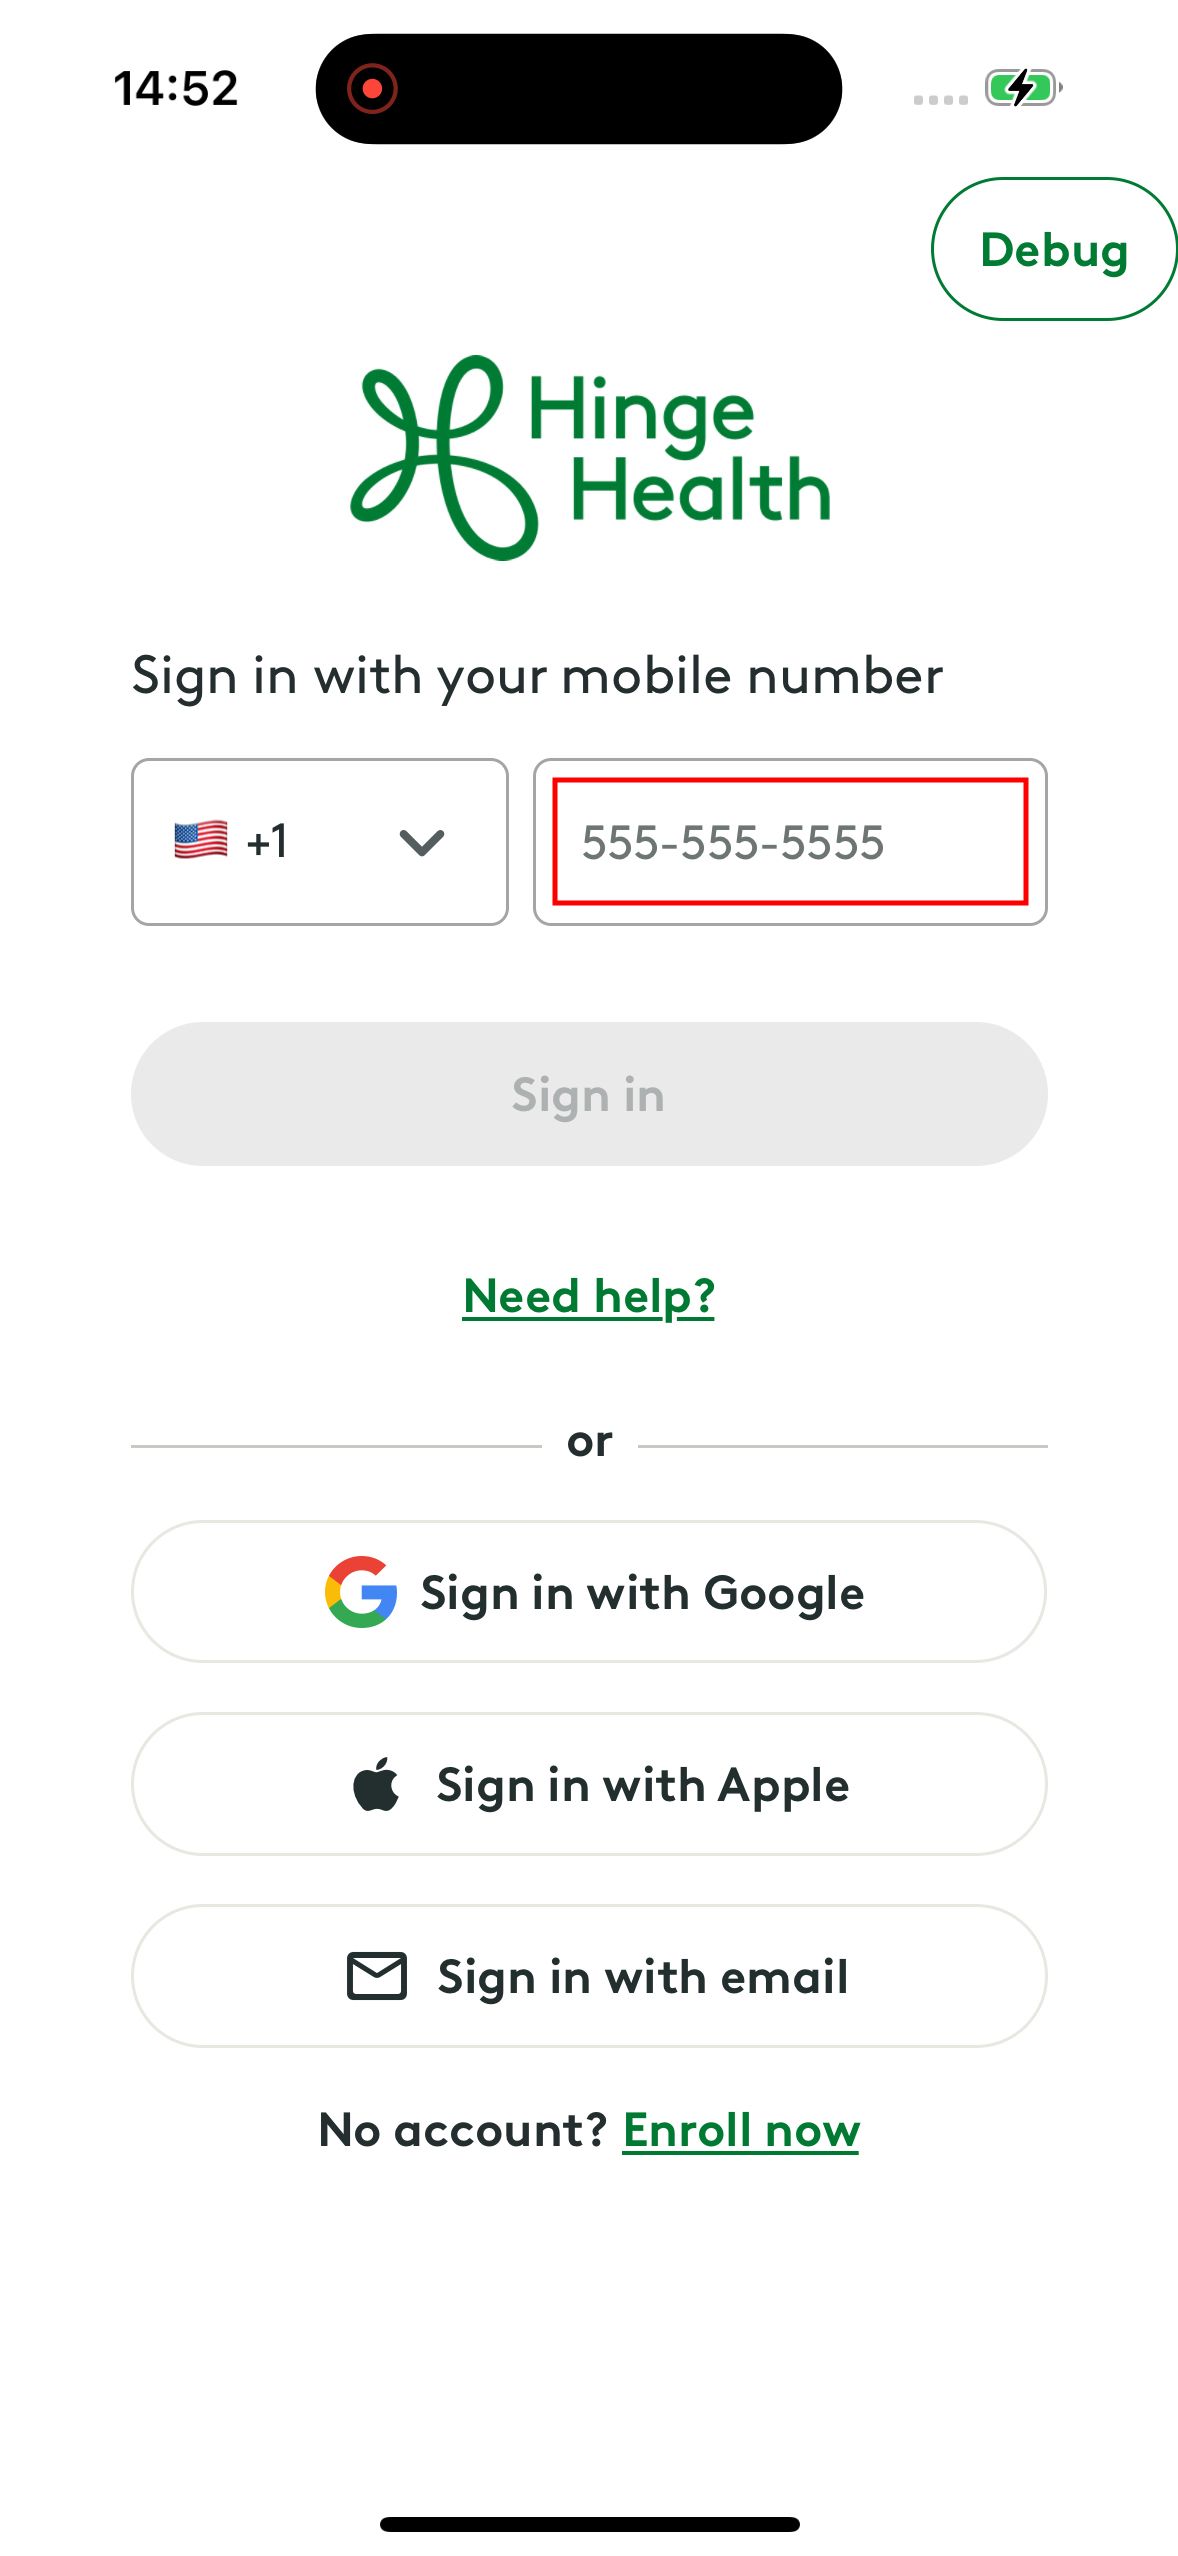 14:52
Debug
Hinge
Health
Sign in with your mobile number
+1
555-555-5555
Sign in
Need help?
or
Sign in with Google
Sign in with Apple
Sign in with email
No account? Enroll now